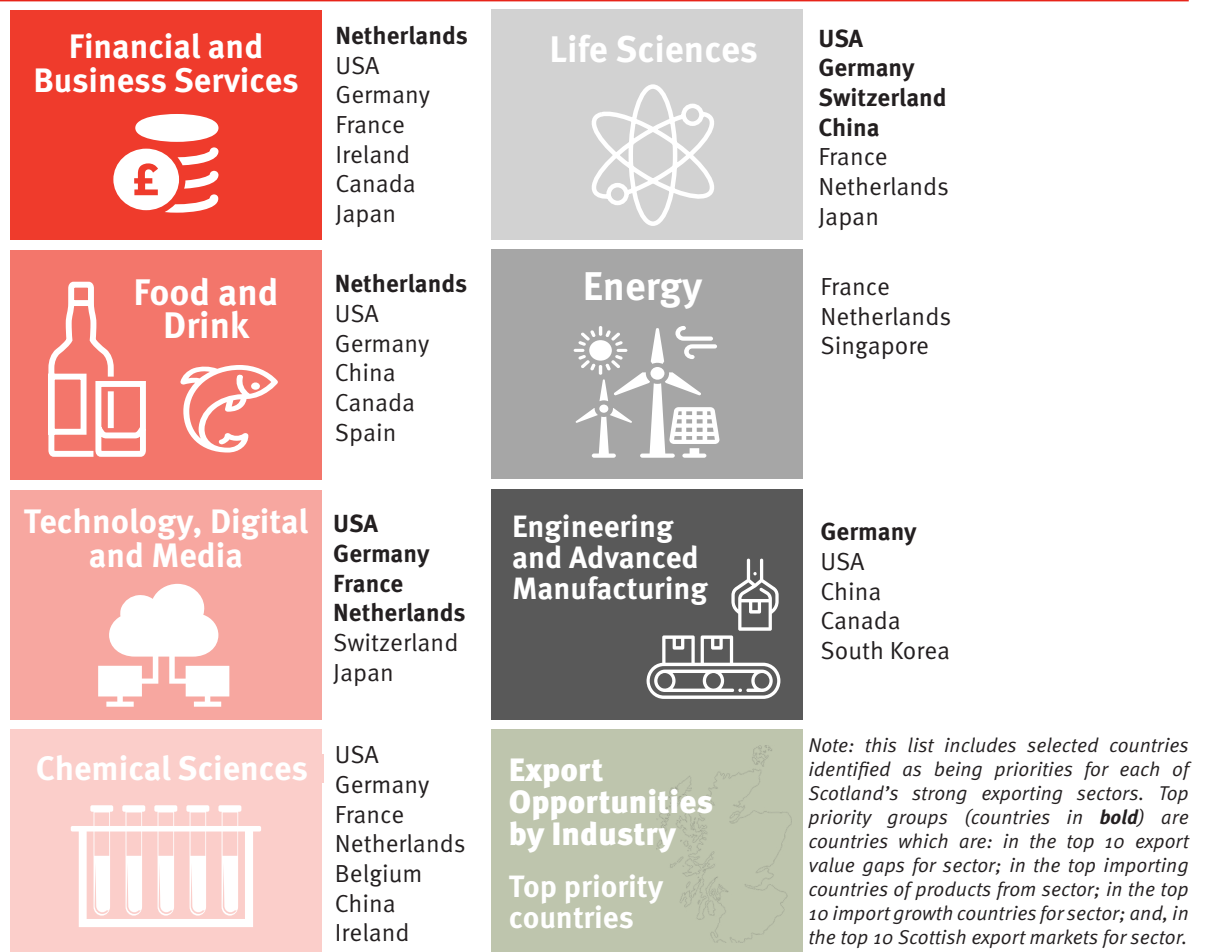 Financial and
Business Services
£
Netherlands
USA
Germany
France
Ireland
Canada
Japan
Life Sciences
USA
Germany
Switzerland
China
France
Netherlands
Japan
Food and
Drink
Netherlands
USA
Germany
China
Canada
Spain
Energy
France
Netherlands
Singapore
Technology, Digital
and Media
USA
Germany
France
Netherlands
Switzerland
Japan
Engineering
and Advanced
Manufacturing
Germany
USA
China
Canada
South Korea
Chemical Sciences
USA
Germany
France
Netherlands
Belgium
China
Ireland
Export
Opportunities
by Industry
Top priority
countries
Note: this list includes selected countries
identified as being priorities for each of
Scotland’s strong exporting sectors. Top
priority groups (countries in bold) are
countries which are: in the top 10 export
value gaps for sector; in the top importing
countries of products from sector; in the top
10 import growth countries for sector; and, in
the top 10 Scottish export markets for sector.